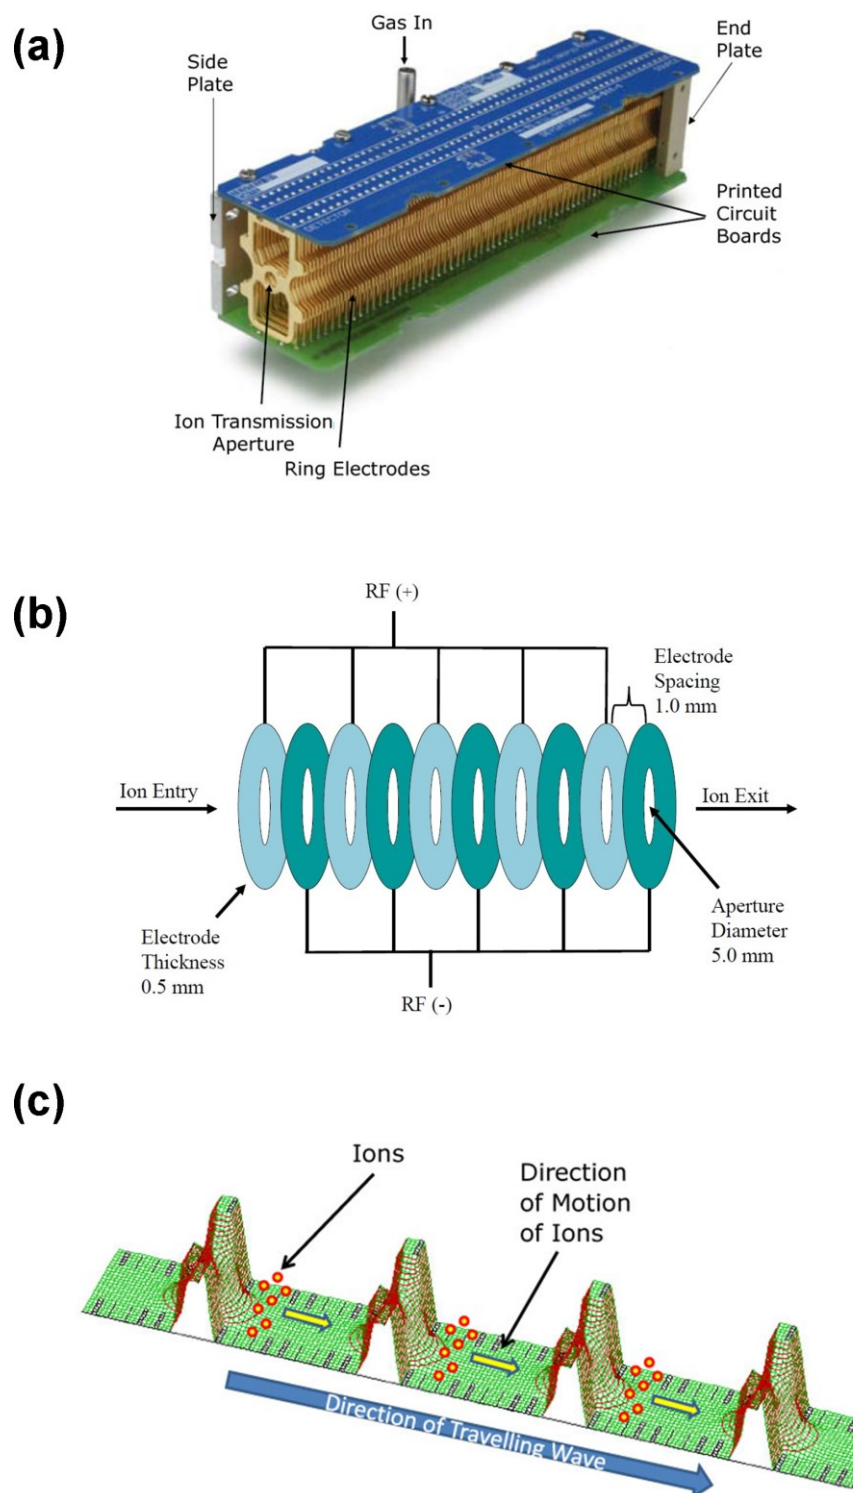 (a)
Gas In
Side
Plate
End
Plate
Printed
Circuit
Boards
DETECTOR
Ion Transmission
Aperture
Ring Electrodes
(b)
RF (+)
Electrode
Spacing
1.0 mm
Ion Entry
Ion Exit
Electrode
Thickness
0.5 mm
Aperture
Diameter
5.0 mm
RF (-)
(c)
Ions
Direction
of Motion
of Ions
Direction of Travelling Wave